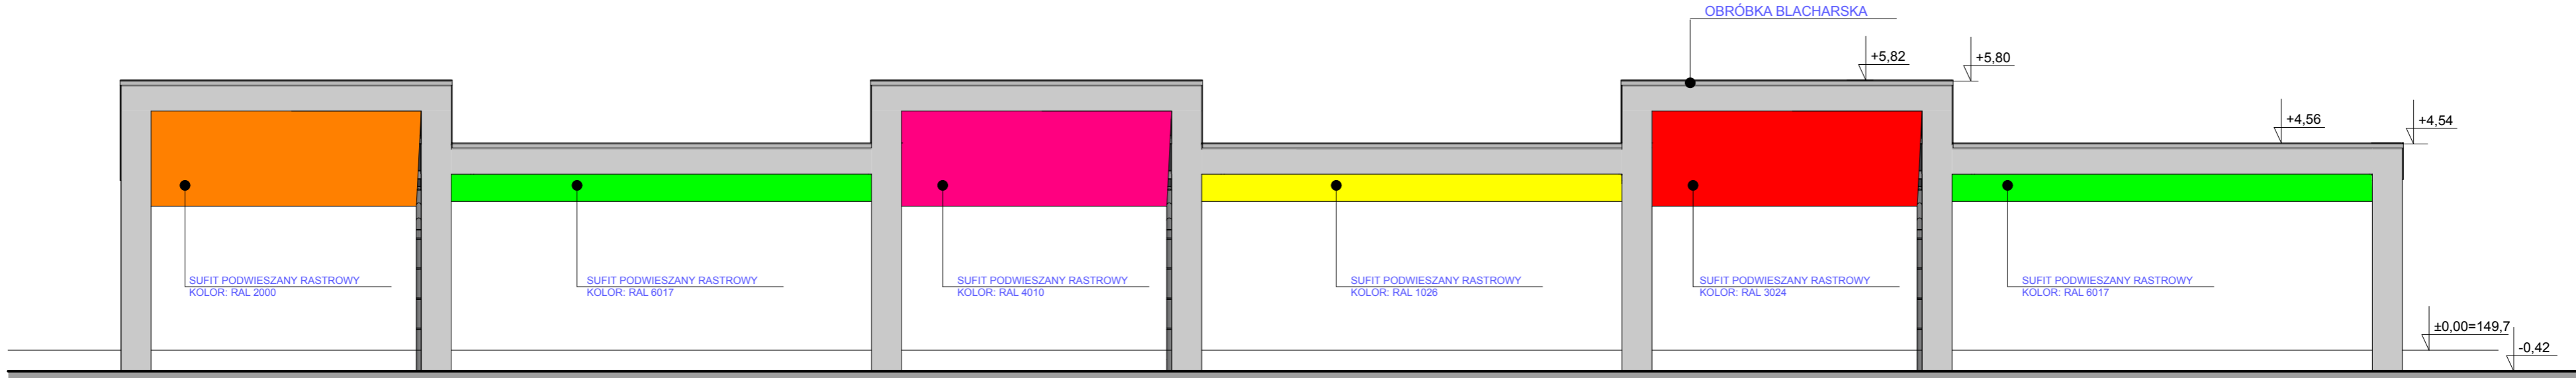 OBRÓBKA BLACHARSKA
+5,82
+5,80
+4,56
+4,54
SUFIT PODWIESZANY RASTROWY
KOLOR: RAL 2000
SUFIT PODWIESZANY RASTROWY
KOLOR: RAL 6017
SUFIT PODWIESZANY RASTROWY
KOLOR: RAL 4010
SUFIT PODWIESZANY RASTROWY
KOLOR: RAL 1026
SUFIT PODWIESZANY RASTROWY
KOLOR: RAL 3024
SUFIT PODWIESZANY RASTROWY
KOLOR: RAL 6017
±0,00=149,7
-0,42